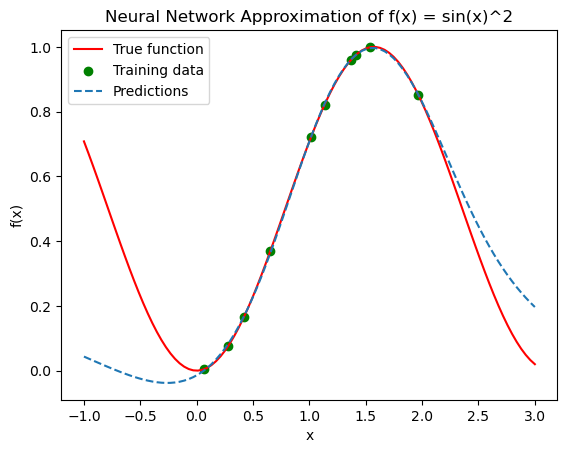 Neural Network Approximation of f(x) = sin(x)^2
True function
Training data
Predictions
1.0
0.8
0.6
0.4
0.2
0.0
f(x)
−1.0 −0.5 0.0 0.5 1.0 1.5 2.0 2.5 3.0
x